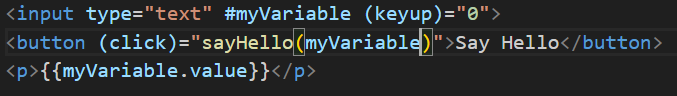 <input type="text" #myVariable (keyup)="0">
<button (click)="sayHello(myVariable)">Say Hello</button>
<p>{{myVariable.value}}</p>